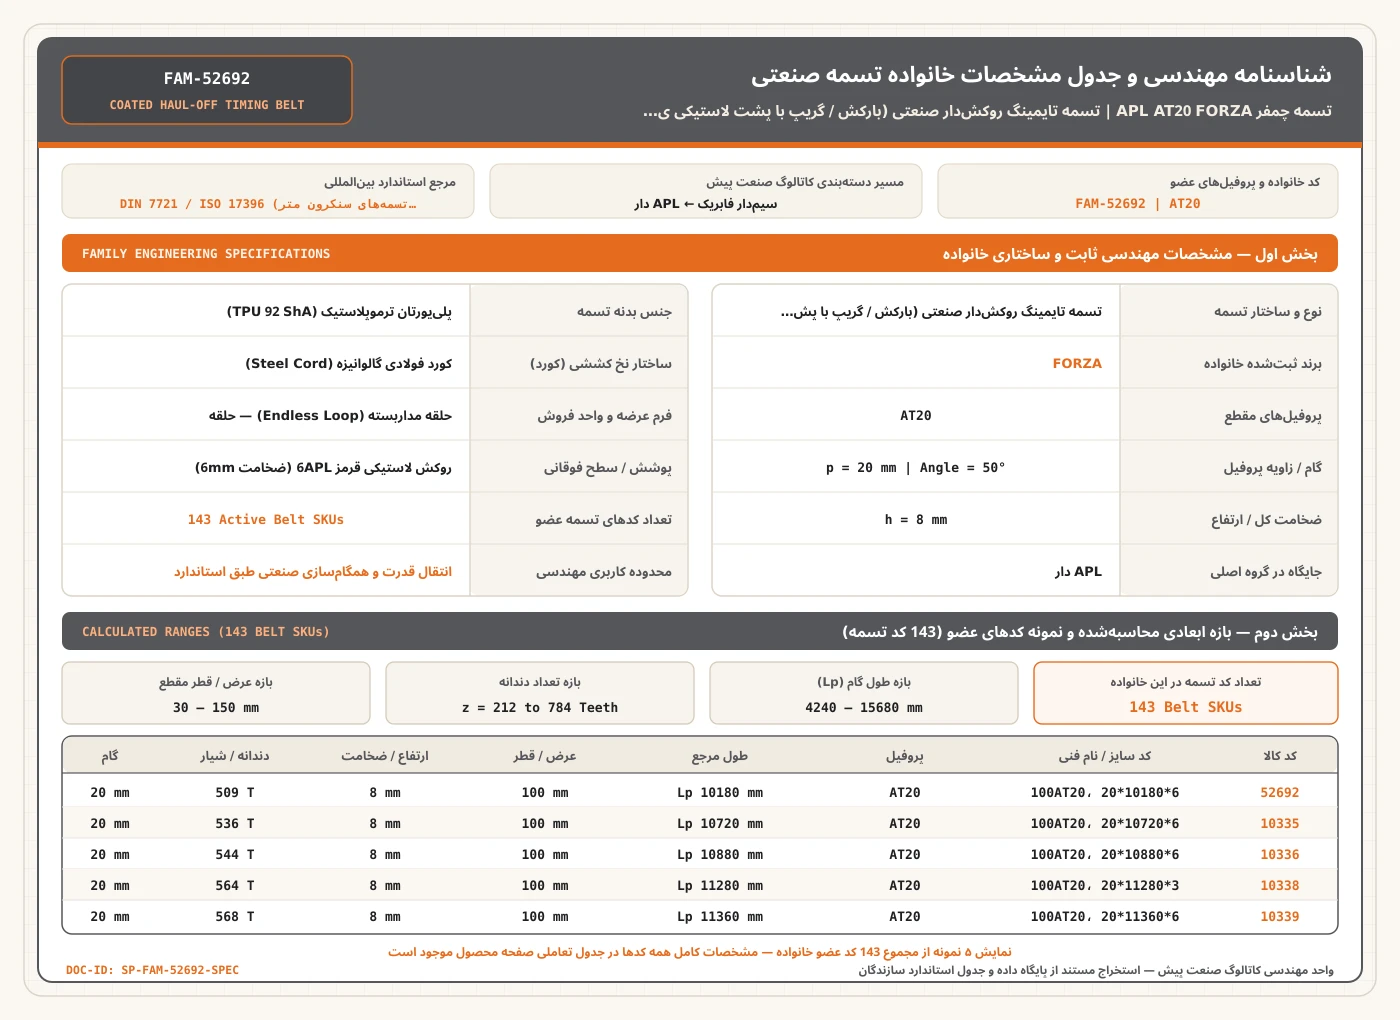 شناسنامه مهندسی و جدول مشخصات خانواده تسمه صنعتی
تسمه چمفر APL AT20 FORZA | تسمه تایمینگ روکش‌دار صنعتی (بارکش / گریپ با پشت لاستیکی ی...
FAM-52692
COATED HAUL-OFF TIMING BELT
کد خانواده و پروفیل‌های عضو
FAM-52692 | AT20
مسیر دسته‌بندی کاتالوگ صنعت پیش
سیم‌دار فابریک ← APL دار
مرجع استاندارد بین‌المللی
DIN 7721 / ISO 17396 (تسمه‌های سنکرون متر…
بخش اول — مشخصات مهندسی ثابت و ساختاری خانواده
FAMILY ENGINEERING SPECIFICATIONS
نوع و ساختار تسمه
تسمه تایمینگ روکش‌دار صنعتی (بارکش / گریپ با پش...
برند ثبت‌شده خانواده
FORZA
پروفیل‌های مقطع
AT20
گام / زاویه پروفیل
p = 20 mm | Angle = 50°
ضخامت کل / ارتفاع
h = 8 mm
جایگاه در گروه اصلی
APL دار
جنس بدنه تسمه
پلی‌یورتان ترموپلاستیک (TPU 92 ShA)
ساختار نخ کششی (کورد)
کورد فولادی گالوانیزه (Steel Cord)
فرم عرضه و واحد فروش
حلقه مداربسته (Endless Loop) — حلقه
پوشش / سطح فوقانی
روکش لاستیکی قرمز 6APL (ضخامت 6mm)
تعداد کدهای تسمه عضو
143 Active Belt SKUs
محدوده کاربری مهندسی
انتقال قدرت و همگام‌سازی صنعتی طبق استاندارد
بخش دوم — بازه ابعادی محاسبه‌شده و نمونه کدهای عضو (143 کد تسمه)
CALCULATED RANGES (143 BELT SKUs)
تعداد کد تسمه در این خانواده
143 Belt SKUs
بازه طول گام (Lp)
4240 – 15680 mm
بازه تعداد دندانه
z = 212 to 784 Teeth
بازه عرض / قطر مقطع
30 – 150 mm
کد کالا کد سایز / نام فنی پروفیل طول مرجع عرض / قطر ارتفاع / ضخامت دندانه / شیار گام
52692 100AT20، 20*10180*6 AT20 Lp 10180 mm 100 mm 8 mm 509 T 20 mm
10335 100AT20، 20*10720*6 AT20 Lp 10720 mm 100 mm 8 mm 536 T 20 mm
10336 100AT20، 20*10880*6 AT20 Lp 10880 mm 100 mm 8 mm 544 T 20 mm
10338 100AT20، 20*11280*3 AT20 Lp 11280 mm 100 mm 8 mm 564 T 20 mm
10339 100AT20، 20*11360*6 AT20 Lp 11360 mm 100 mm 8 mm 568 T 20 mm
نمایش ۵ نمونه از مجموع 143 کد عضو خانواده — مشخصات کامل همه کدها در جدول تعاملی صفحه محصول موجود است
واحد مهندسی کاتالوگ صنعت پیش — استخراج مستند از پایگاه داده و جدول استاندارد سازندگان
DOC-ID: SP-FAM-52692-SPEC